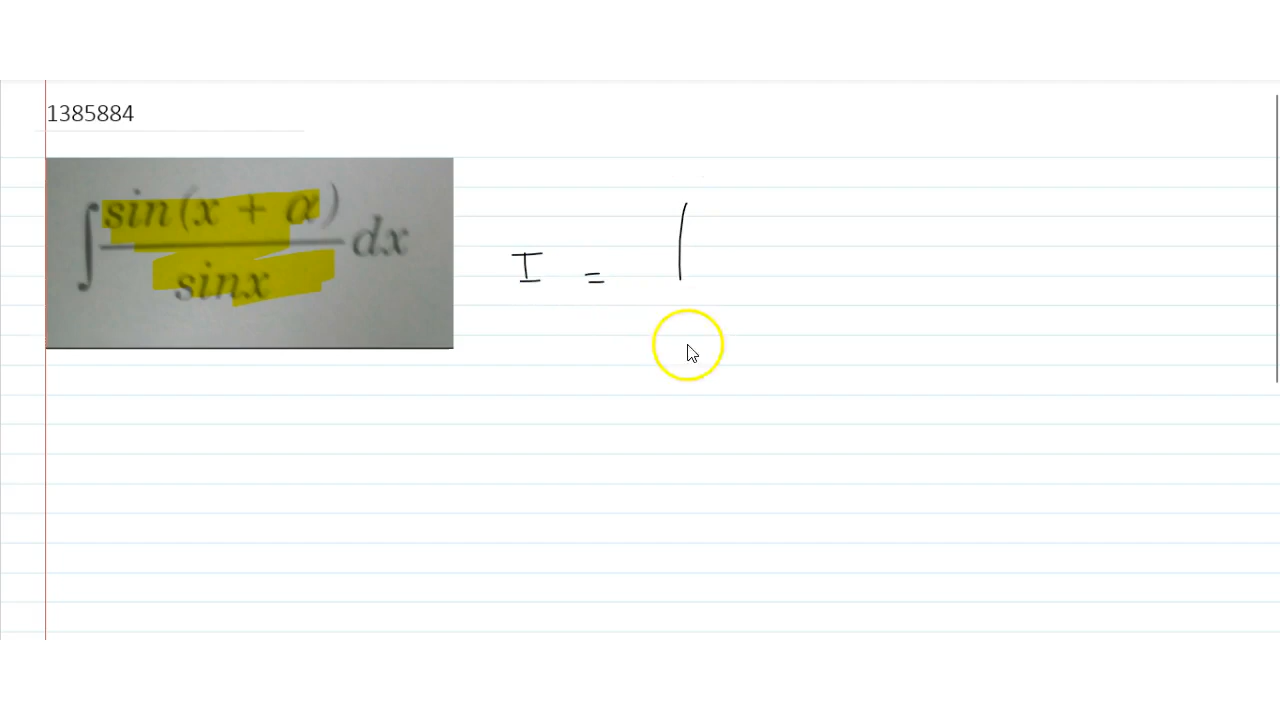 1385884
∫ sin(x + α) / sinx dx
I =